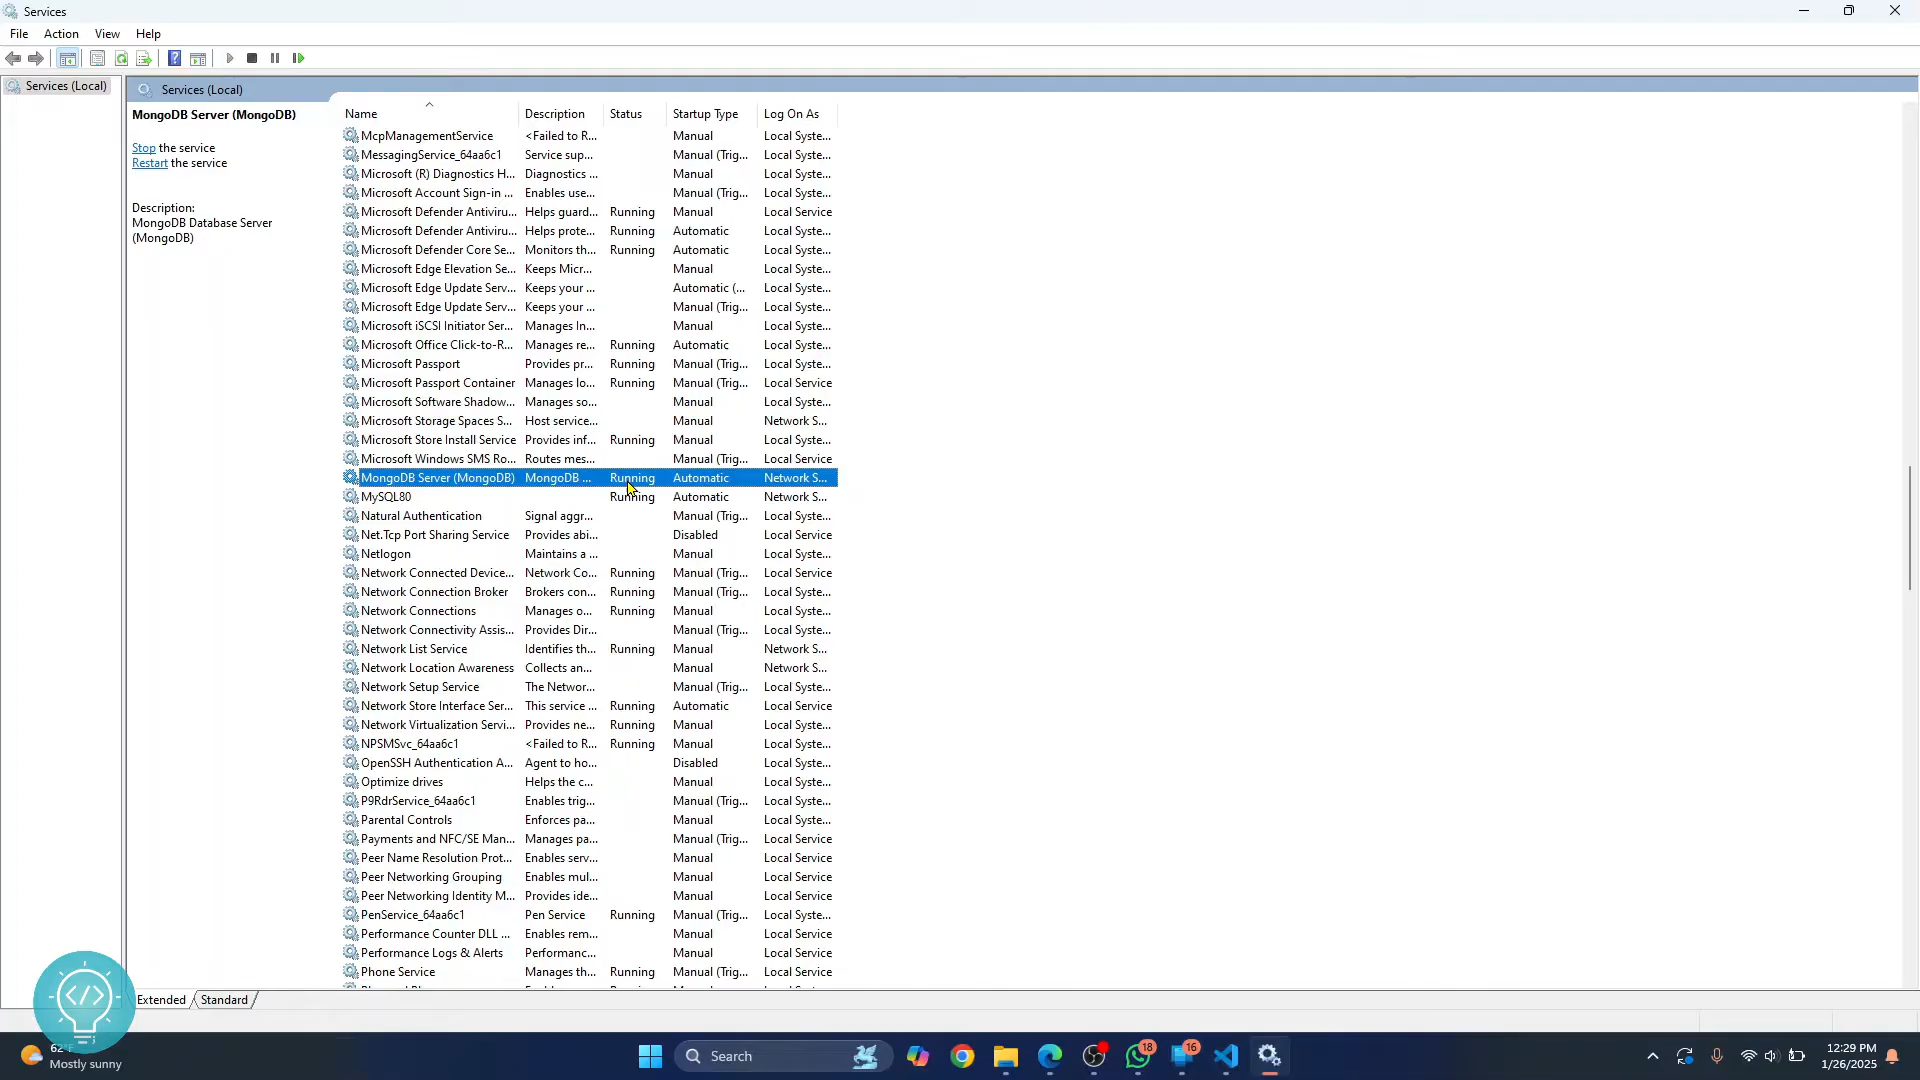 Services
File Action View Help
Services (Local)
Services (Local)
MongoDB Server (MongoDB)
Stop the service
Restart the service
Description:
MongoDB Database Server
(MongoDB)
Name Description Status Startup Type Log On As
McpManagementService <Failed to R... Manual Local Syste...
MessagingService_64aa6c1 Service sup... Manual (Trig... Local Syste...
Microsoft (R) Diagnostics H... Diagnostics ... Manual Local Syste...
Microsoft Account Sign-in ... Enables use... Manual (Trig... Local Syste...
Microsoft Defender Antiviru... Helps guard... Running Manual Local Service
Microsoft Defender Antiviru... Helps prote... Running Automatic Local Syste...
Microsoft Defender Core Se... Monitors th... Running Automatic Local Syste...
Microsoft Edge Elevation Se... Keeps Micr... Manual Local Syste...
Microsoft Edge Update Serv... Keeps your ... Automatic (... Local Syste...
Microsoft Edge Update Serv... Keeps your ... Manual (Trig... Local Syste...
Microsoft iSCSI Initiator Ser... Manages In... Manual Local Syste...
Microsoft Office Click-to-R... Manages re... Running Automatic Local Syste...
Microsoft Passport Provides pr... Running Manual (Trig... Local Syste...
Microsoft Passport Container Manages lo... Running Manual (Trig... Local Service
Microsoft Software Shadow... Manages so... Manual Local Syste...
Microsoft Storage Spaces S... Host service... Manual Network S...
Microsoft Store Install Service Provides inf... Running Manual Local Syste...
Microsoft Windows SMS Ro... Routes mes... Manual (Trig... Local Service
MongoDB Server (MongoDB) MongoDB ... Running Automatic Network S...
MySQL80 Running Automatic Network S...
Natural Authentication Signal aggr... Manual (Trig... Local Syste...
Net.Tcp Port Sharing Service Provides abi... Disabled Local Service
Netlogon Maintains a ... Manual Local Syste...
Network Connected Device... Network Co... Running Manual (Trig... Local Service
Network Connection Broker Brokers con... Running Manual (Trig... Local Syste...
Network Connections Manages o... Running Manual Local Syste...
Network Connectivity Assis... Provides Dir... Manual (Trig... Local Syste...
Network List Service Identifies th... Running Manual Network S...
Network Location Awareness Collects an... Manual Network S...
Network Setup Service The Networ... Manual (Trig... Local Syste...
Network Store Interface Ser... This service ... Running Automatic Local Service
Network Virtualization Servi... Provides ne... Running Manual Local Syste...
NPSMSvc_64aa6c1 <Failed to R... Running Manual Local Syste...
OpenSSH Authentication A... Agent to ho... Disabled Local Syste...
Optimize drives Helps the c... Manual Local Syste...
P9RdrService_64aa6c1 Enables trig... Manual (Trig... Local Syste...
Parental Controls Enforces pa... Manual Local Syste...
Payments and NFC/SE Man... Manages pa... Manual (Trig... Local Service
Peer Name Resolution Prot... Enables serv... Manual Local Service
Peer Networking Grouping Enables mul... Manual Local Service
Peer Networking Identity M... Provides ide... Manual Local Service
PenService_64aa6c1 Pen Service Running Manual (Trig... Local Syste...
Performance Counter DLL ... Enables rem... Manual Local Service
Performance Logs & Alerts Performanc... Manual Local Service
Phone Service Manages th... Running Manual (Trig... Local Service
Extended Standard
</>
62°F
Mostly sunny
Search
18
16
12:29 PM
1/26/2025